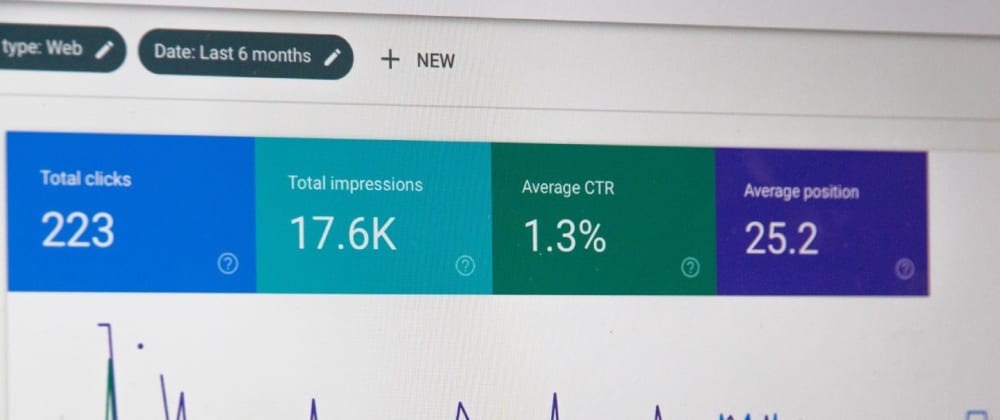 type: Web
Date: Last 6 months
+ NEW
Total clicks
223
Total impressions
17.6K
Average CTR
1.3%
Average position
25.2